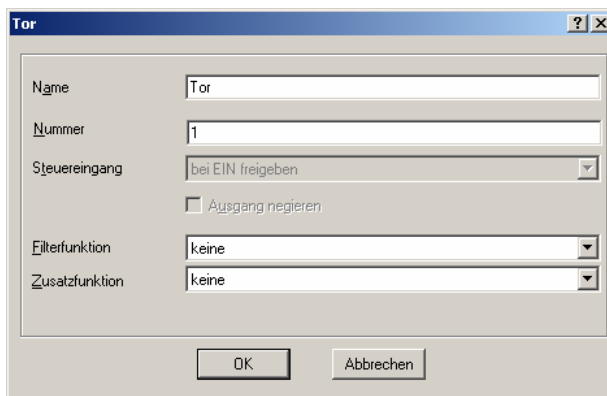 Tor
Name Tor
Nummer 1
Steuereingang bei EIN freigeben
Ausgang negieren
Filterfunktion keine
Zusatzfunktion keine
OK Abbrechen